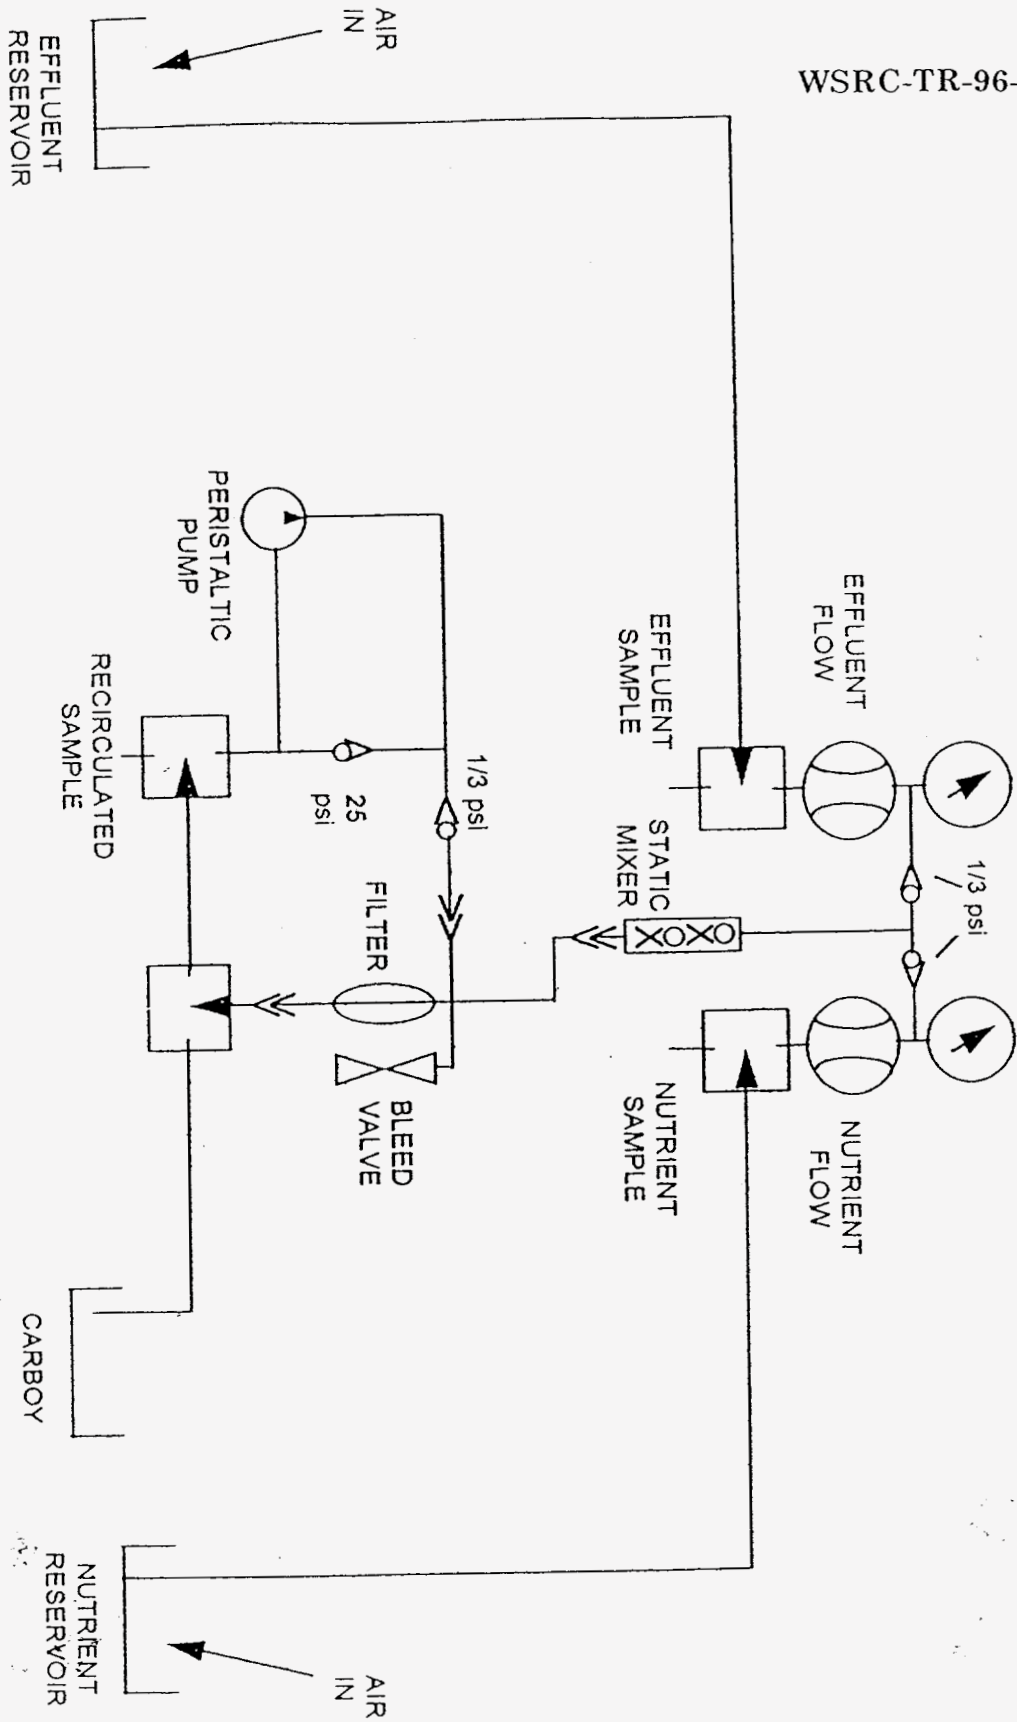 WSRC-TR-96-
AIR
IN
EFFLUENT
RESERVOIR
EFFLUENT
FLOW
EFFLUENT
SAMPLE
1/3 psi
STATIC
MIXER
NUTRIENT
FLOW
NUTRIENT
SAMPLE
PERISTALTIC
PUMP
1/3 psi
25
psi
RECIRCULATED
SAMPLE
FILTER
BLEED
VALVE
CARBOY
AIR
IN
NUTRIENT
RESERVOIR